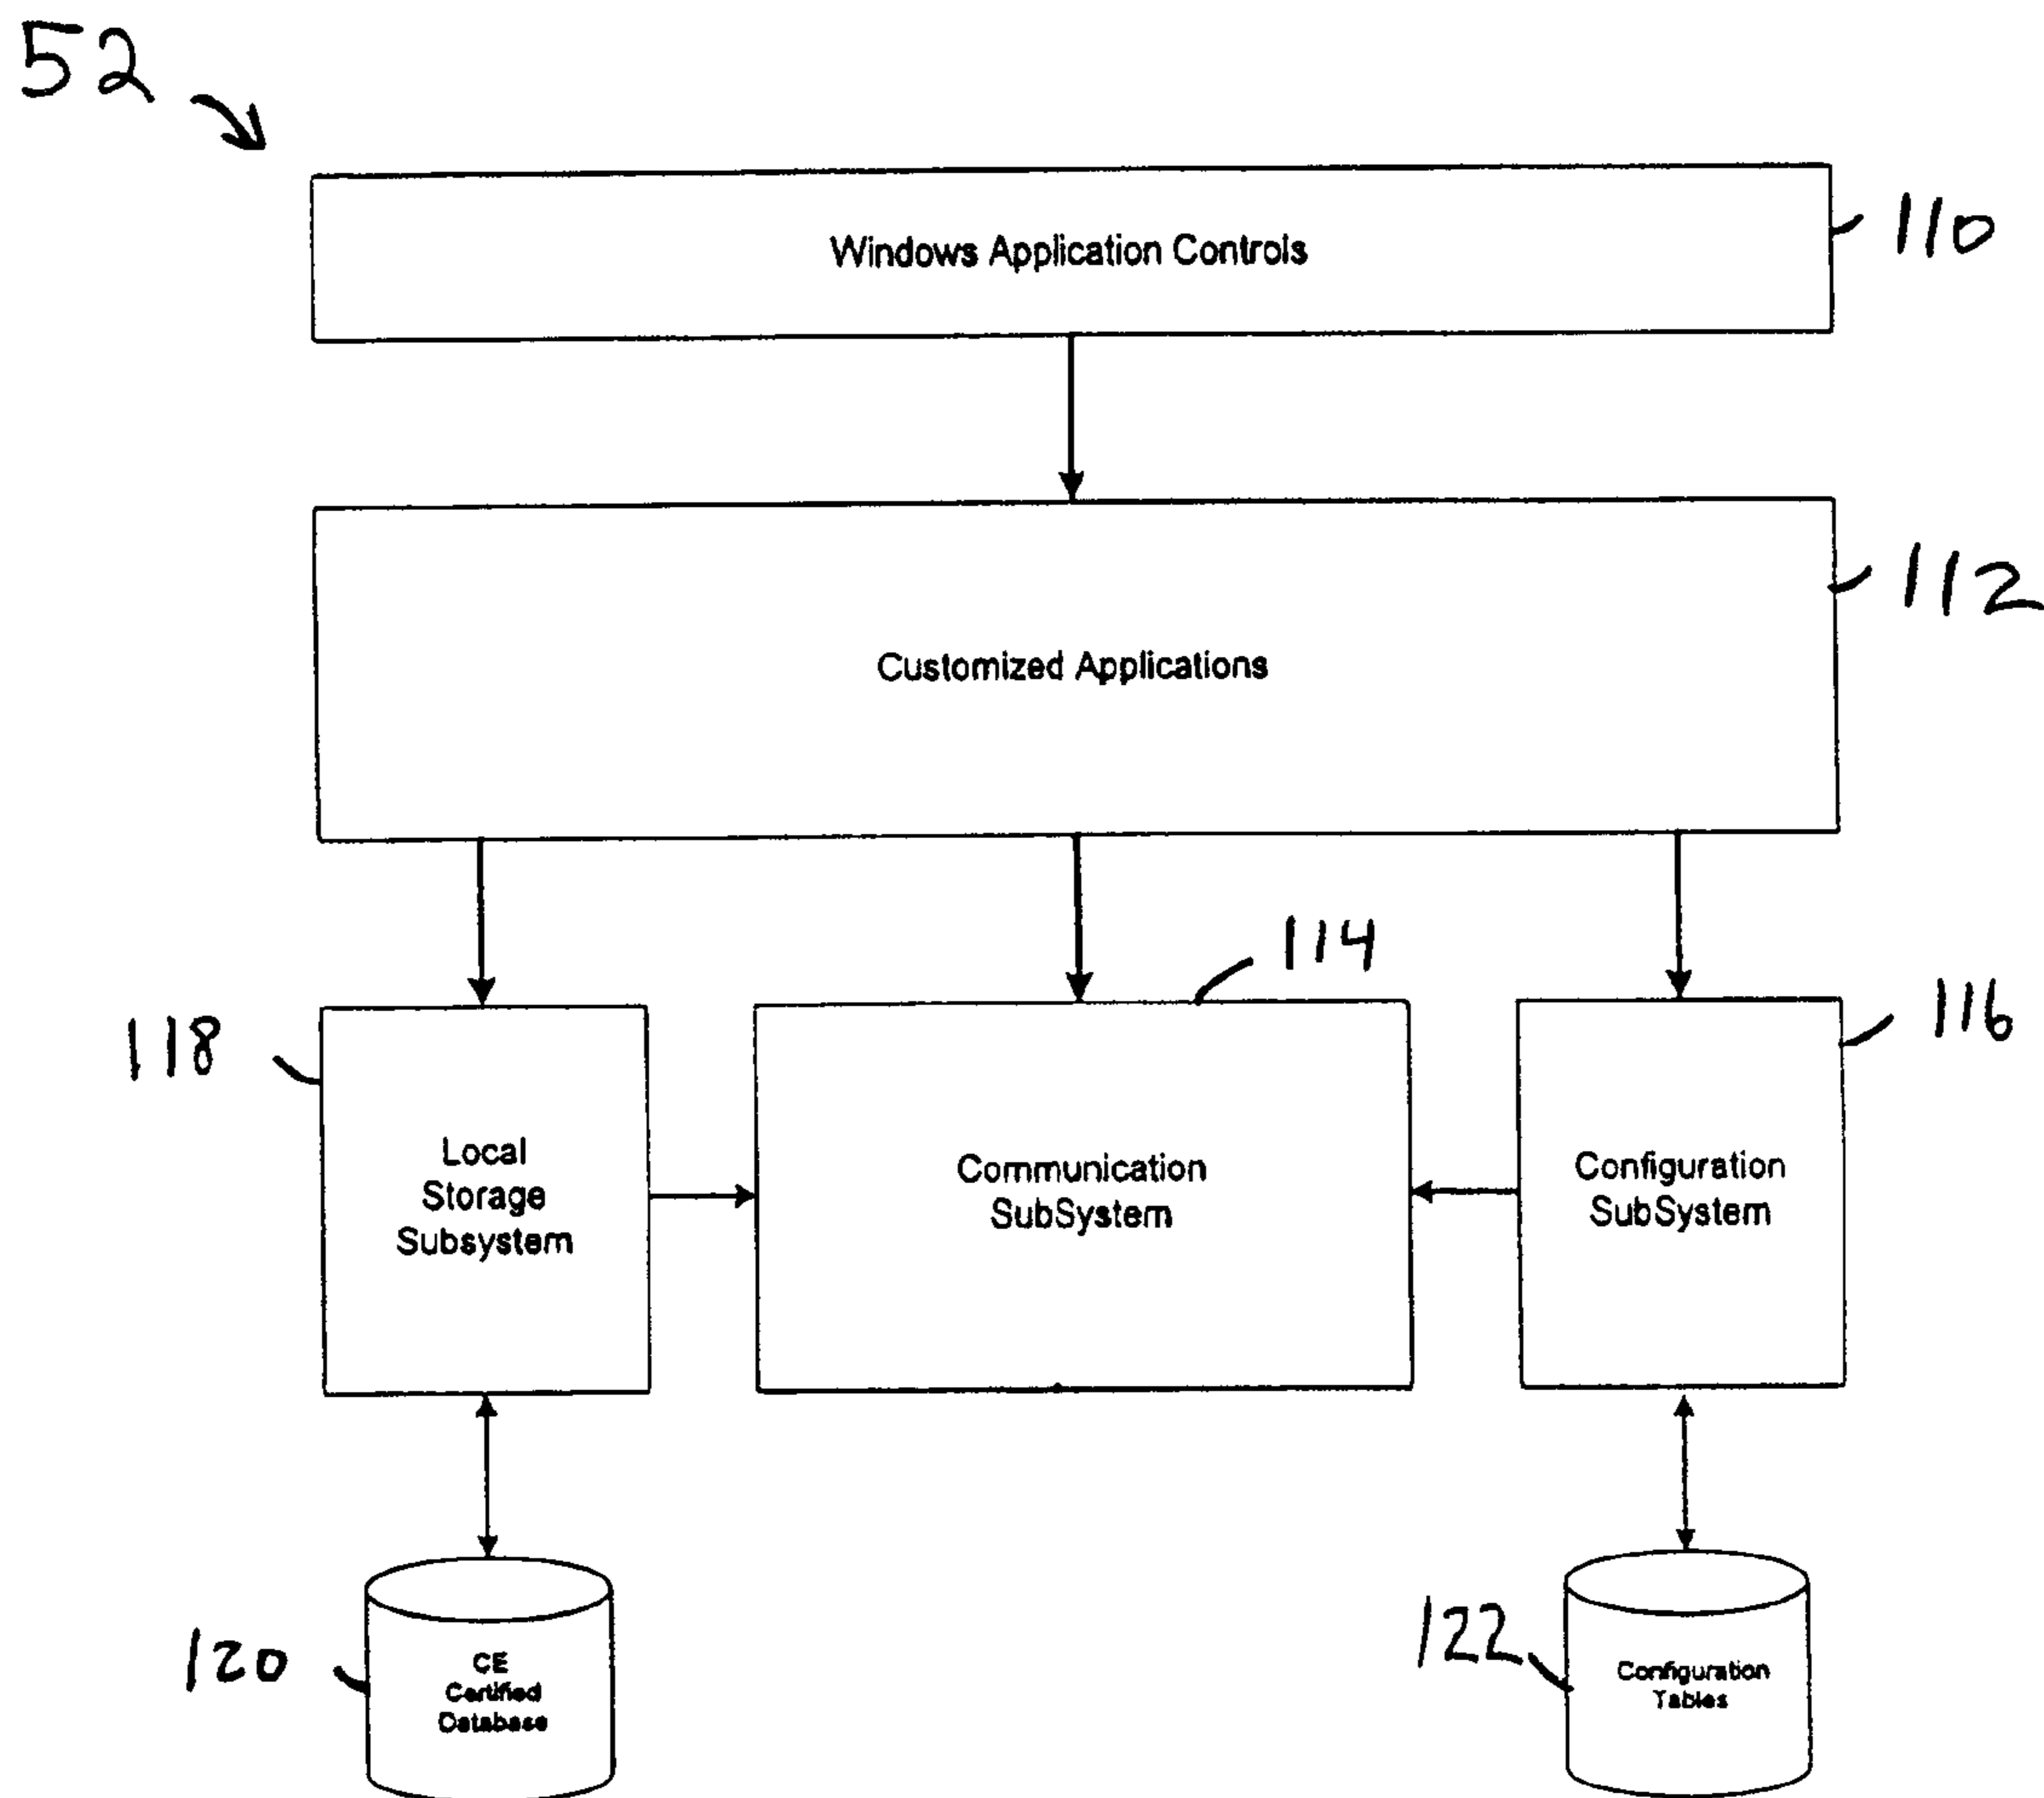 52
Windows Application Controls
110
Customized Applications
112
114
116
118
Local
Storage
Subsystem
Communication
SubSystem
Configuration
SubSystem
120
CE
Certified
Database
122
Configuration
Tables